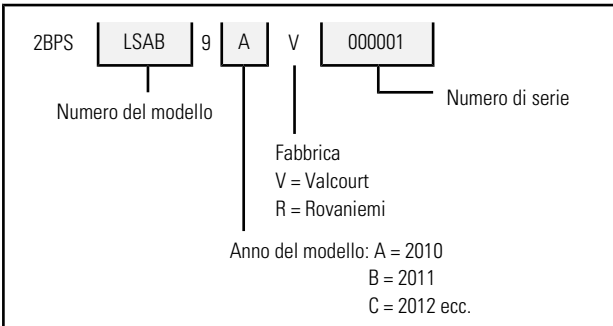 2BPS LSAB 9 A V 000001
Numero del modello
Numero di serie
Fabbrica
V = Valcourt
R = Rovaniemi
Anno del modello: A = 2010
B = 2011
C = 2012 ecc.